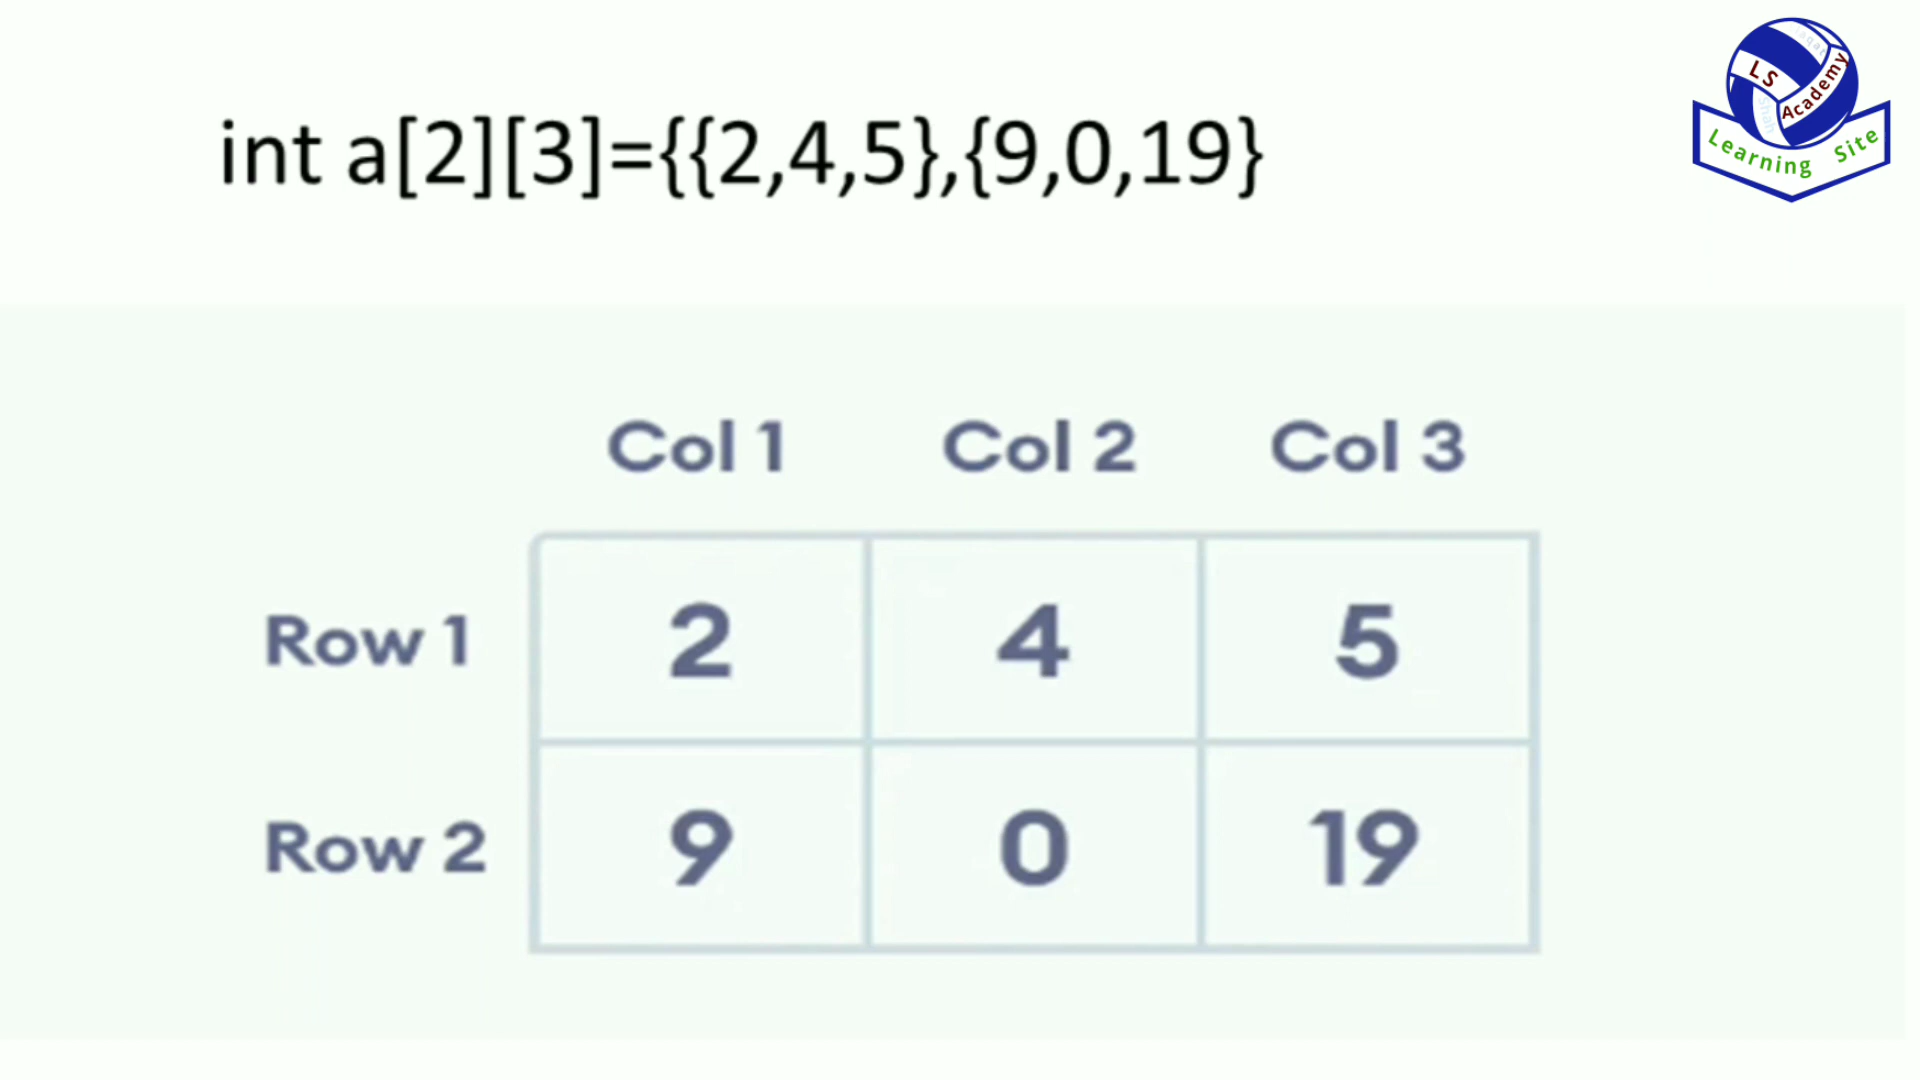 int a[2][3]={{2,4,5},{9,0,19}
LS Academy
Learning Site
Col 1 Col 2 Col 3
Row 1 2 4 5
Row 2 9 0 19